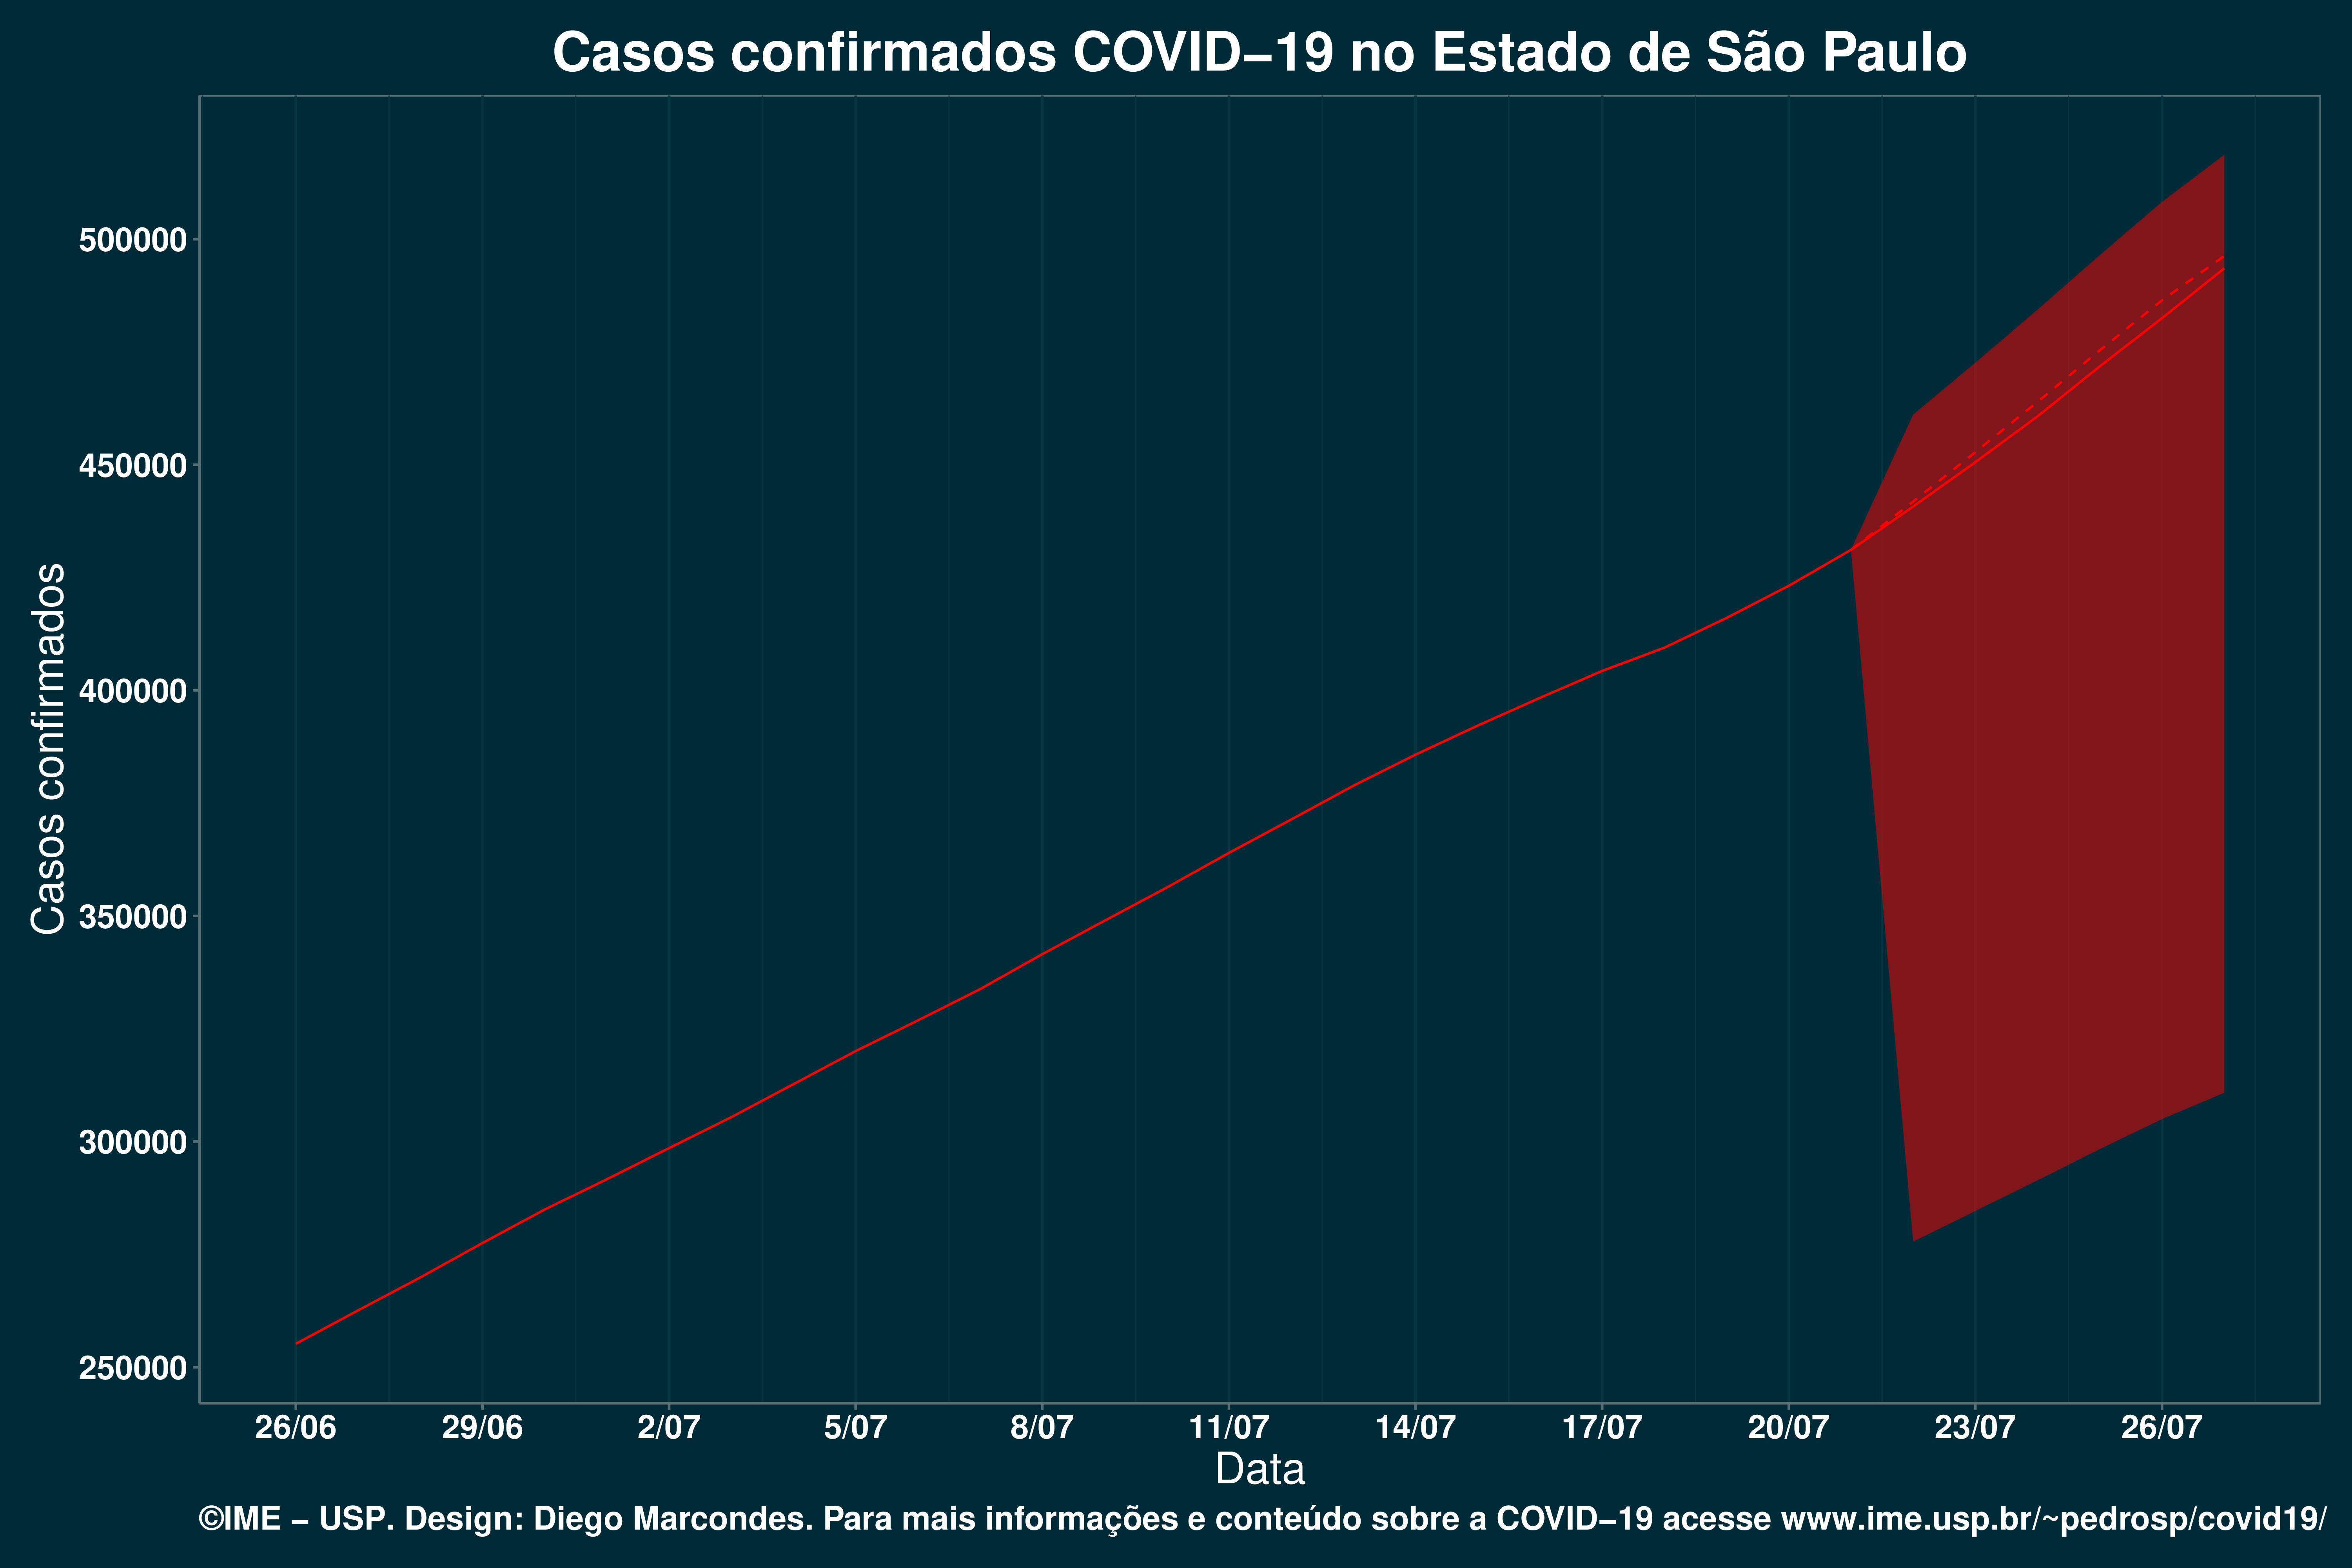 Casos confirmados COVID−19 no Estado de São Paulo
Casos confirmados
500000
450000
400000
350000
300000
250000
26/06 29/06 2/07 5/07 8/07 11/07 14/07 17/07 20/07 23/07 26/07
Data
©IME − USP. Design: Diego Marcondes. Para mais informações e conteúdo sobre a COVID−19 acesse www.ime.usp.br/~pedrosp/covid19/